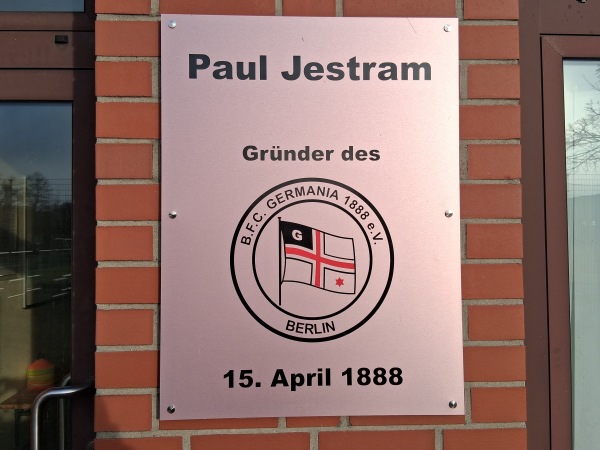 Paul Jestram
Gründer des
B.F.C. GERMANIA 1888 e.V.
G
BERLIN
15. April 1888